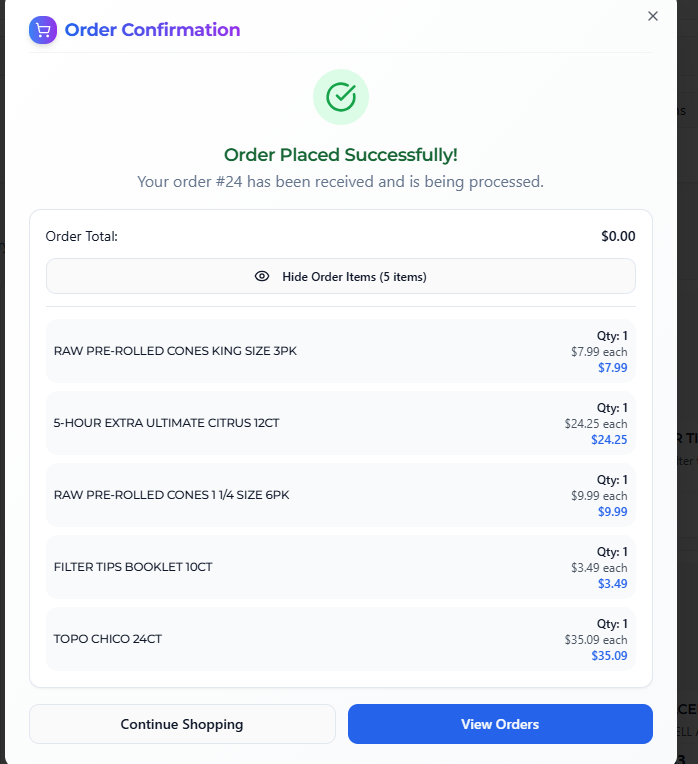 Order Confirmation
Order Placed Successfully!
Your order #24 has been received and is being processed.
Order Total: $0.00
Hide Order Items (5 items)
RAW PRE-ROLLED CONES KING SIZE 3PK
Qty: 1
$7.99 each
$7.99
5-HOUR EXTRA ULTIMATE CITRUS 12CT
Qty: 1
$24.25 each
$24.25
RAW PRE-ROLLED CONES 1 1/4 SIZE 6PK
Qty: 1
$9.99 each
$9.99
FILTER TIPS BOOKLET 10CT
Qty: 1
$3.49 each
$3.49
TOPO CHICO 24CT
Qty: 1
$35.09 each
$35.09
Continue Shopping
View Orders